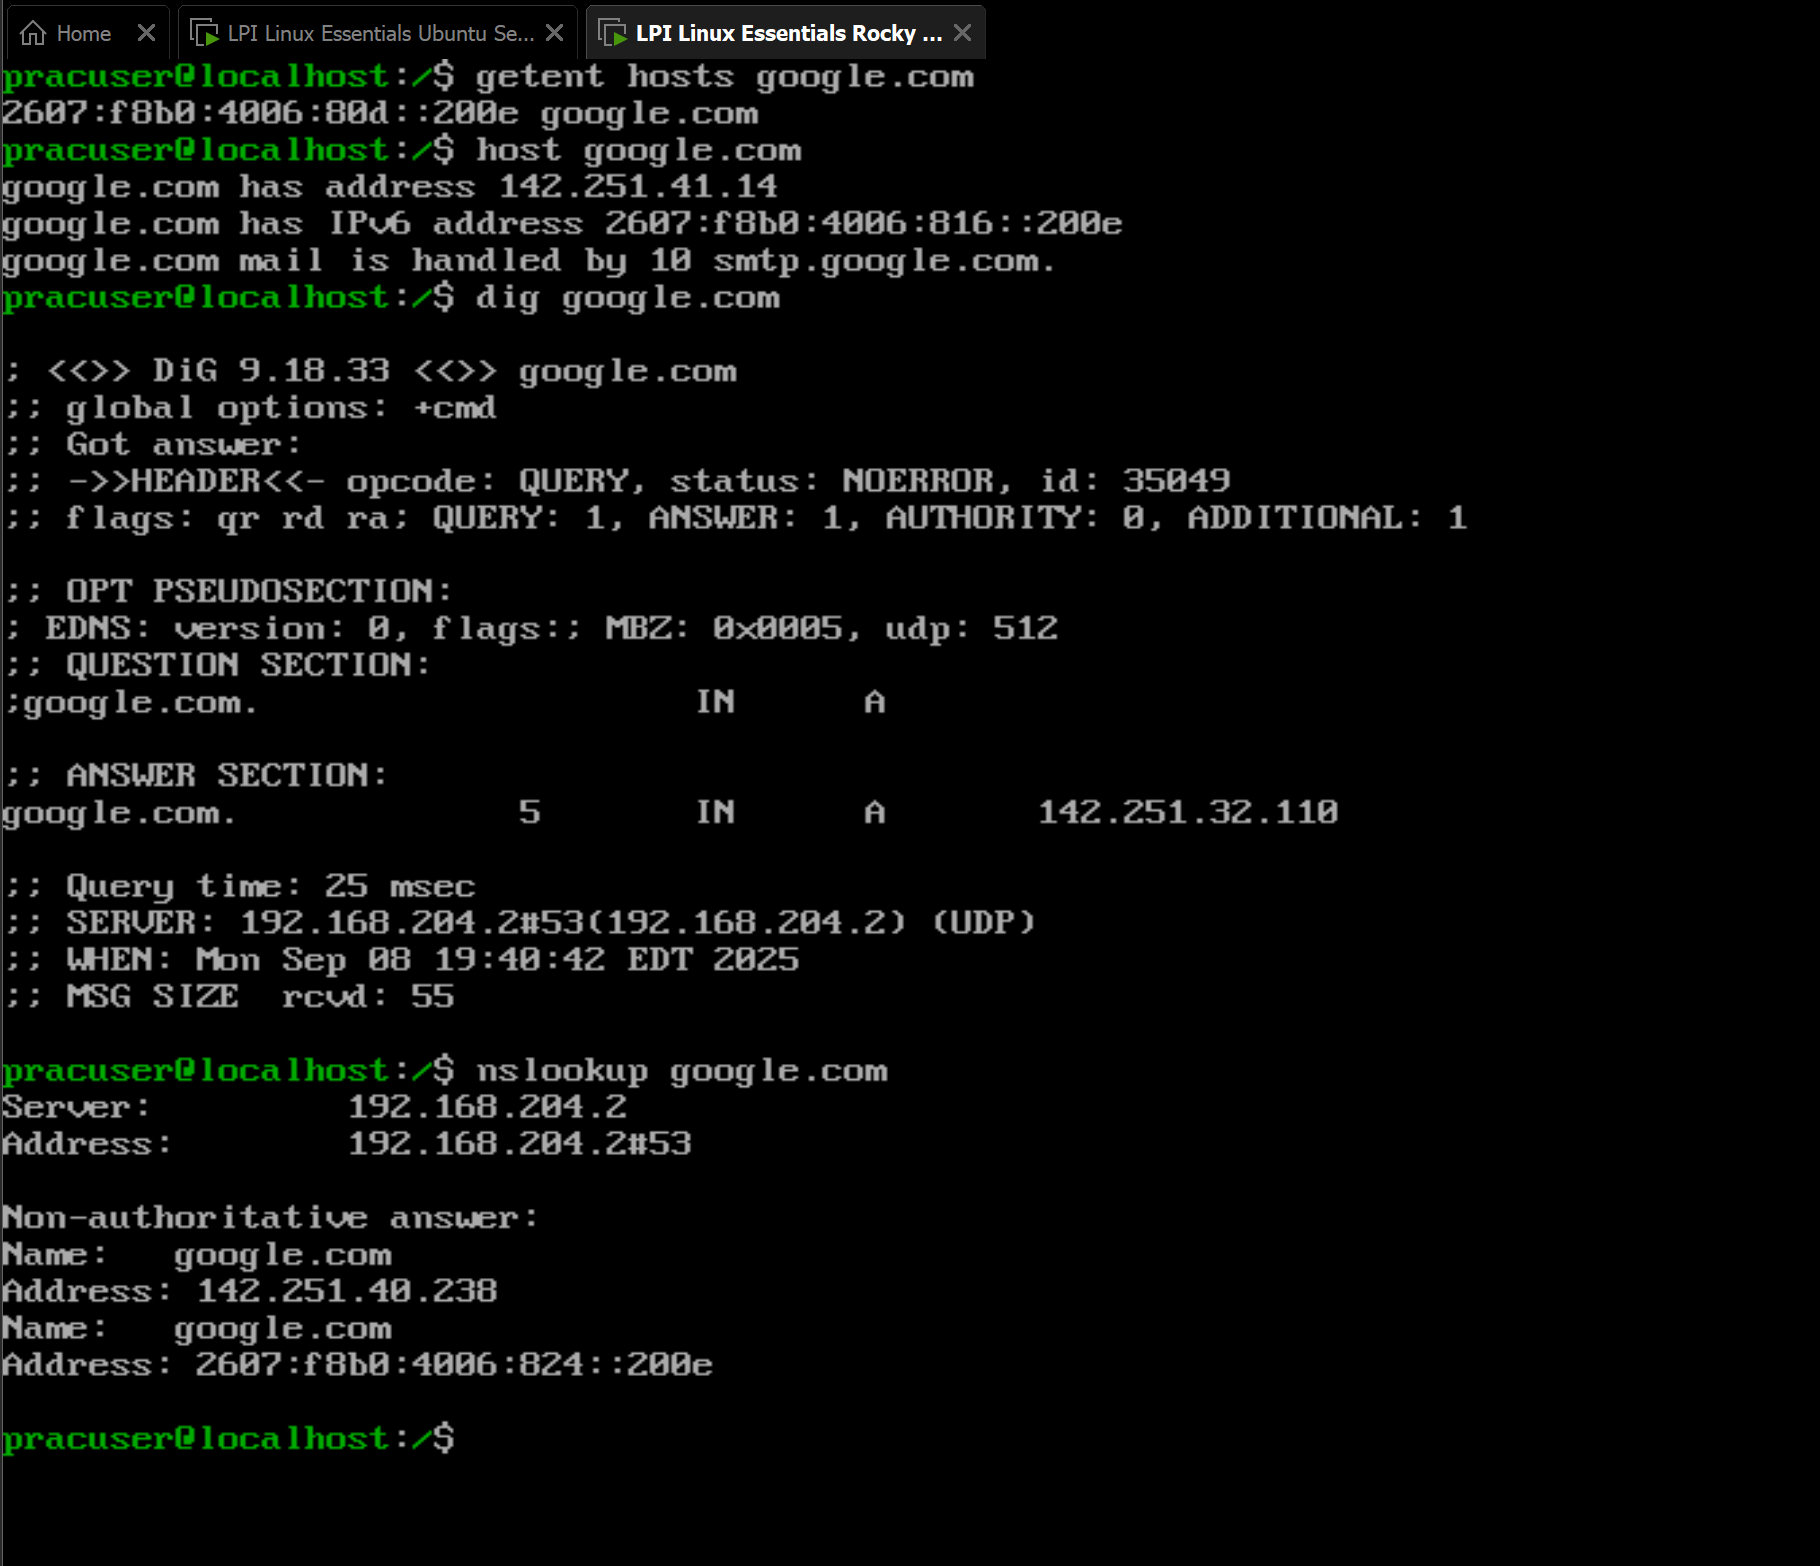 Home
LPI Linux Essentials Ubuntu Se...
LPI Linux Essentials Rocky ...
pracuser@localhost:/$ getent hosts google.com
2607:f8b0:4006:80d::200e google.com
pracuser@localhost:/$ host google.com
google.com has address 142.251.41.14
google.com has IPv6 address 2607:f8b0:4006:816::200e
google.com mail is handled by 10 smtp.google.com.
pracuser@localhost:/$ dig google.com
; <<>> DiG 9.18.33 <<>> google.com
;; global options: +cmd
;; Got answer:
;; ->>HEADER<<- opcode: QUERY, status: NOERROR, id: 35049
;; flags: qr rd ra; QUERY: 1, ANSWER: 1, AUTHORITY: 0, ADDITIONAL: 1
;; OPT PSEUDOSECTION:
; EDNS: version: 0, flags:; MBZ: 0x0005, udp: 512
;; QUESTION SECTION:
;google.com. IN A
;; ANSWER SECTION:
google.com. 5 IN A 142.251.32.110
;; Query time: 25 msec
;; SERVER: 192.168.204.2#53(192.168.204.2) (UDP)
;; WHEN: Mon Sep 08 19:40:42 EDT 2025
;; MSG SIZE  rcvd: 55
pracuser@localhost:/$ nslookup google.com
Server: 192.168.204.2
Address: 192.168.204.2#53
Non-authoritative answer:
Name: google.com
Address: 142.251.40.238
Name: google.com
Address: 2607:f8b0:4006:824::200e
pracuser@localhost:/$